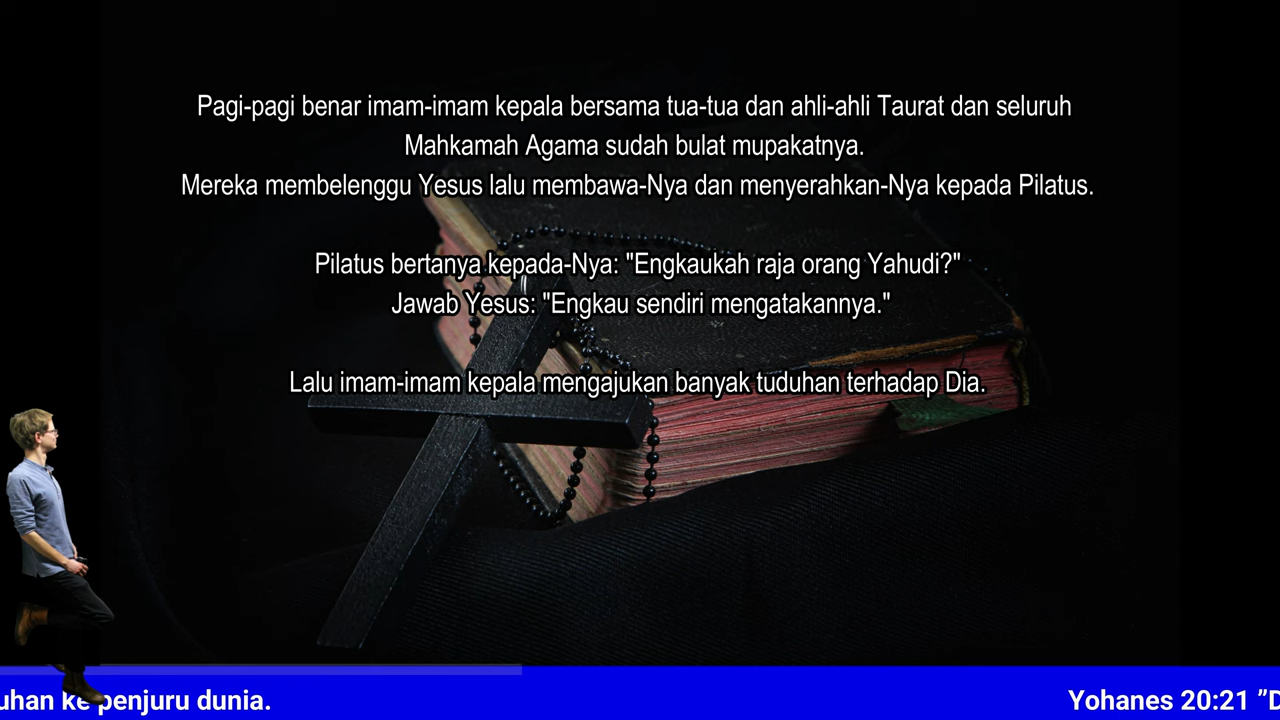 Pagi-pagi benar imam-imam kepala bersama tua-tua dan ahli-ahli Taurat dan seluruh
Mahkamah Agama sudah bulat mupakatnya.
Mereka membelenggu Yesus lalu membawa-Nya dan menyerahkan-Nya kepada Pilatus.
Pilatus bertanya kepada-Nya: "Engkaukah raja orang Yahudi?"
Jawab Yesus: "Engkau sendiri mengatakannya."
Lalu imam-imam kepala mengajukan banyak tuduhan terhadap Dia.
uhan ke penjuru dunia. Yohanes 20:21 ”D